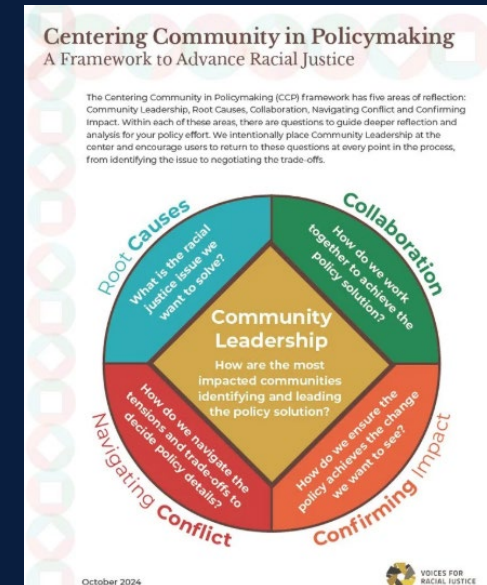 Centering Community in Policymaking
A Framework to Advance Racial Justice
The Centering Community in Policymaking (CCP) framework has five areas of reflection:
Community Leadership, Root Causes, Collaboration, Navigating Conflict and Confirming
Impact. Within each of these areas, there are questions to guide deeper reflection and
analysis for your policy effort. We intentionally place Community Leadership at the
center and encourage users to return to these questions at every point in the process,
from identifying the issue to negotiating the trade-offs.
Root Causes
What is the racial
justice issue we
want to solve?
Collaboration
How do we work
together to achieve the
policy solution?
Community
Leadership
How are the most
impacted communities
identifying and leading
the policy solution?
How do we navigate the
tensions and trade-offs to
decide policy details?
Navigating Conflict
How do we ensure the
policy achieves the change
we want to see?
Confirming Impact
October 2024
VOICES FOR
RACIAL JUSTICE